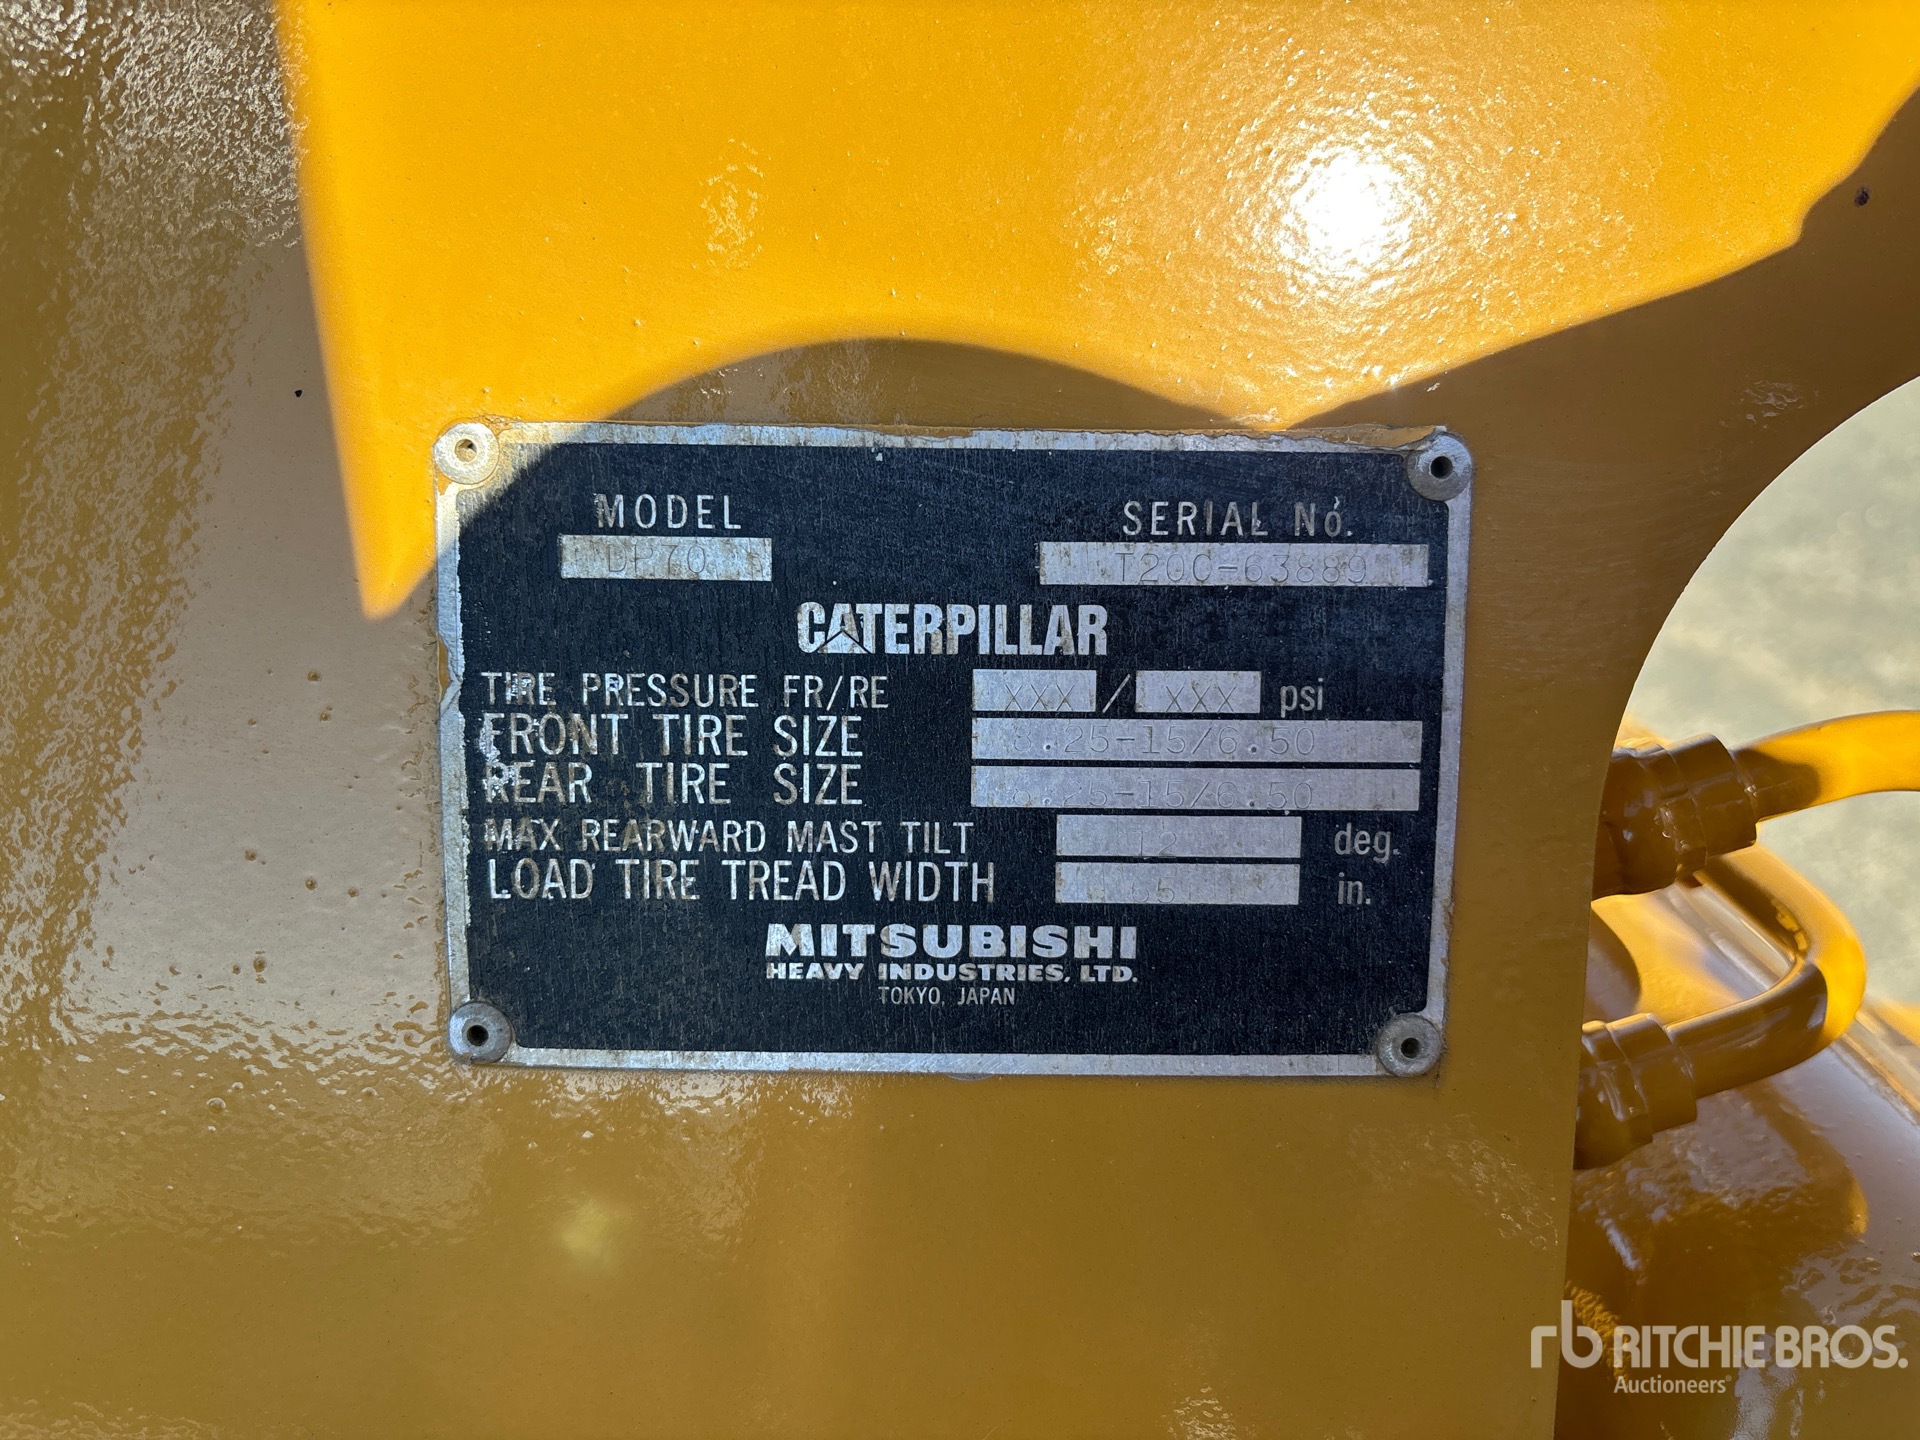 MODEL SERIAL No.
DP70 T20C-63889
CATERPILLAR
TIRE PRESSURE FR/RE XXX / XXX psi
FRONT TIRE SIZE 8.25-15/6.50
REAR TIRE SIZE 8.25-15/6.50
MAX REARWARD MAST TILT 12 deg.
LOAD TIRE TREAD WIDTH in.
MITSUBISHI
HEAVY INDUSTRIES, LTD.
TOKYO, JAPAN
rb RITCHIE BROS.
Auctioneers